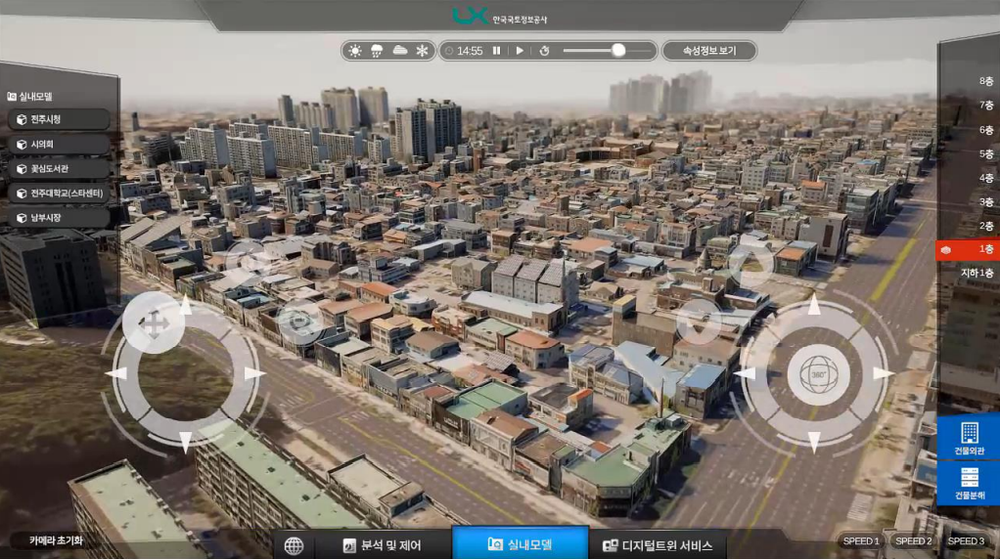 LX 한국국토정보공사
14:55
속성정보 보기
실내모델
전주시청
시의회
꽃심도서관
전주대학교(스타센터)
남부시장
8층
7층
6층
5층
4층
3층
2층
1층
지하 1층
360°
건물외관
건물분해
카메라 초기화
분석 및 제어
실내모델
디지털트윈 서비스
SPEED 1
SPEED 2
SPEED 3